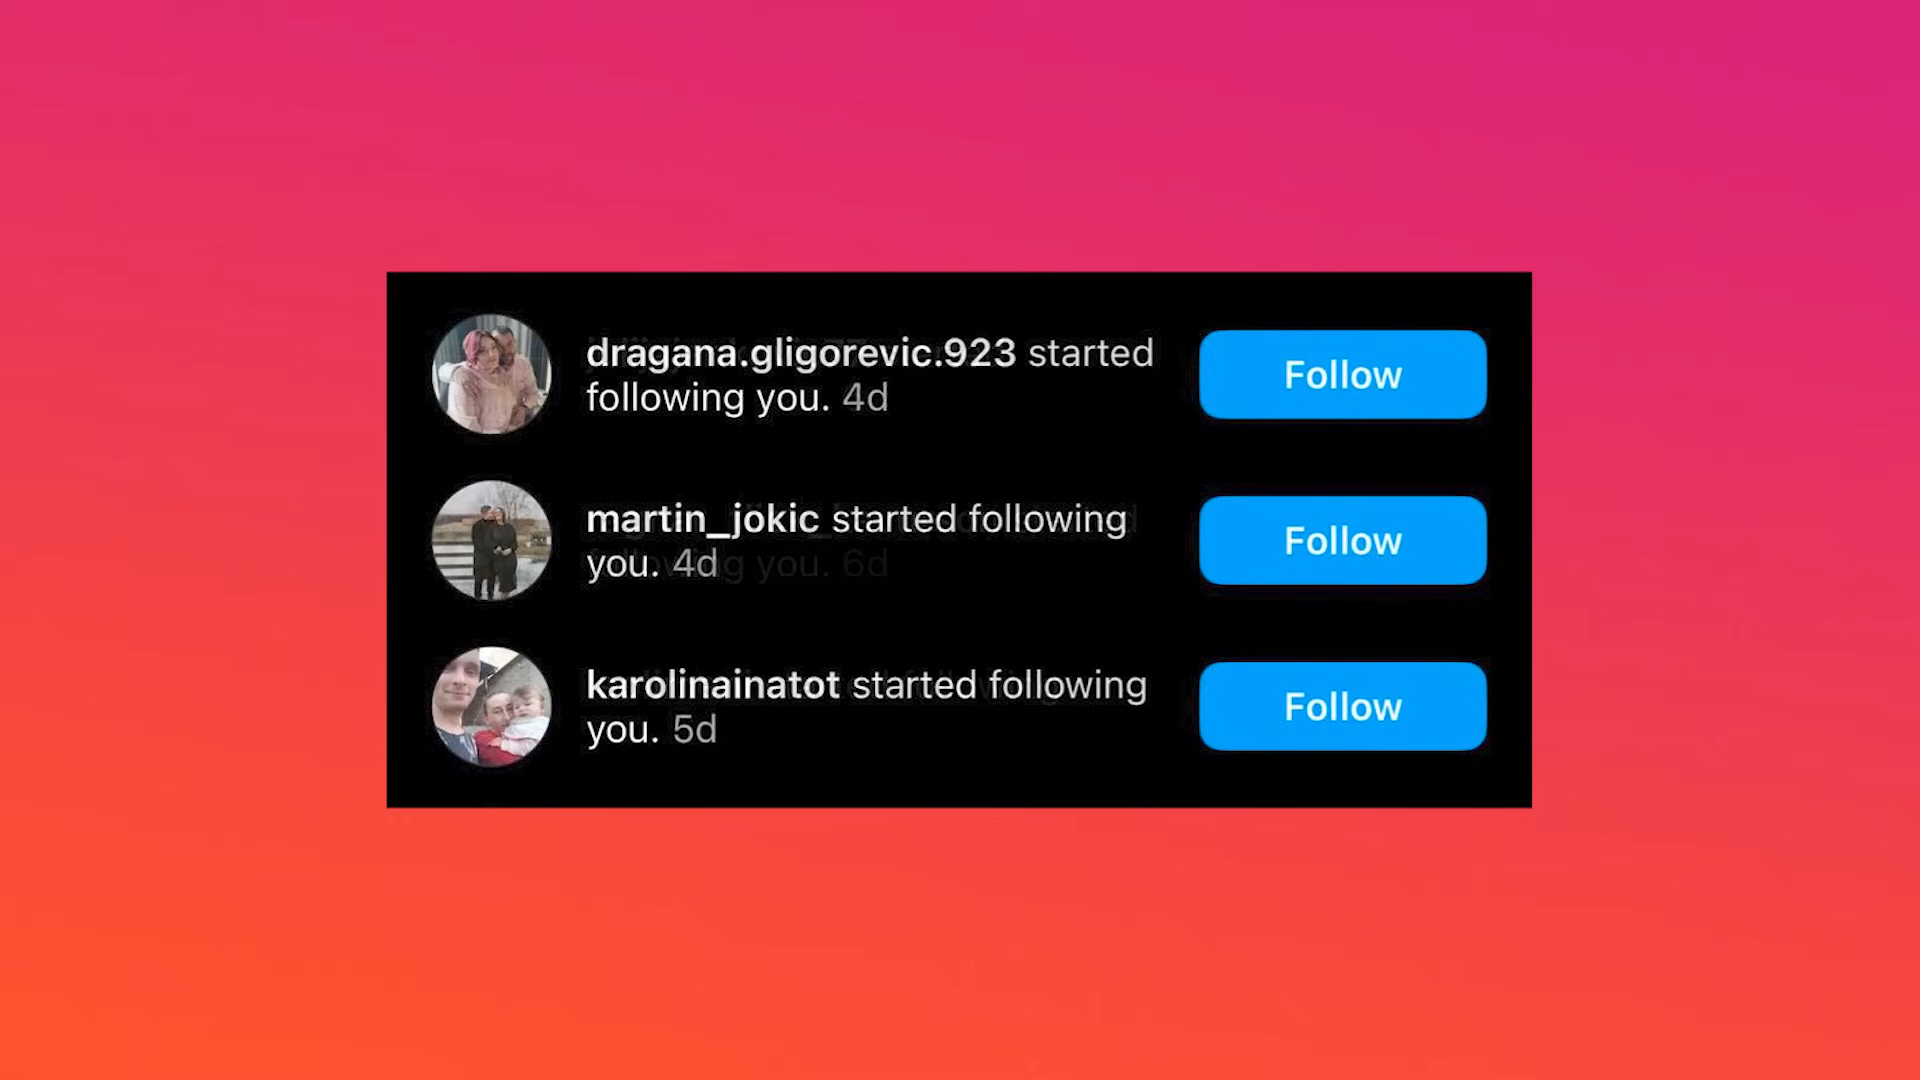 dragana.gligorevic.923 started
following you. 4d
Follow
martin_jokic started following
you. 4d
Follow
karolinainatot started following
you. 5d
Follow